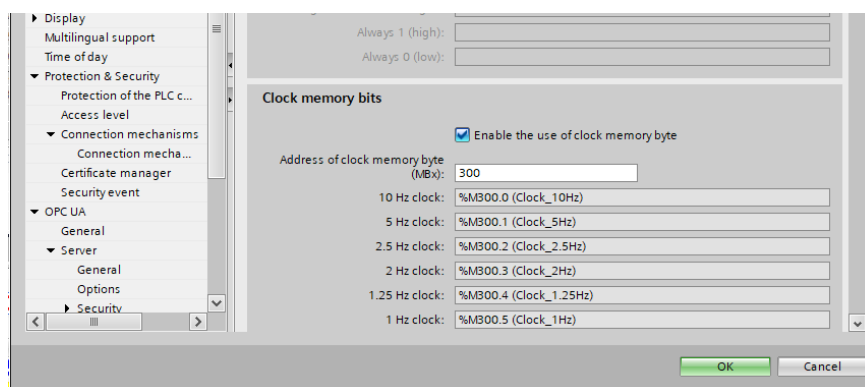 Display
Multilingual support
Time of day
Protection & Security
Protection of the PLC c...
Access level
Connection mechanisms
Connection mecha...
Certificate manager
Security event
OPC UA
General
Server
General
Options
Security
Always 1 (high):
Always 0 (low):
Clock memory bits
Enable the use of clock memory byte
Address of clock memory byte
(MBx): 300
10 Hz clock: %M300.0 (Clock_10Hz)
5 Hz clock: %M300.1 (Clock_5Hz)
2.5 Hz clock: %M300.2 (Clock_2.5Hz)
2 Hz clock: %M300.3 (Clock_2Hz)
1.25 Hz clock: %M300.4 (Clock_1.25Hz)
1 Hz clock: %M300.5 (Clock_1Hz)
OK Cancel